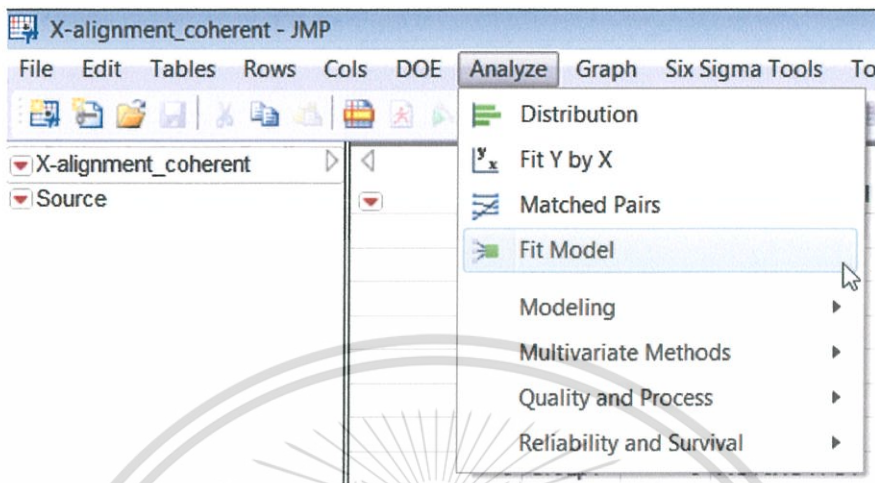 X-alignment_coherent - JMP
File Edit Tables Rows Cols DOE Analyze Graph Six Sigma Tools
X-alignment_coherent
Source
Distribution
Fit Y by X
Matched Pairs
Fit Model
Modeling
Multivariate Methods
Quality and Process
Reliability and Survival